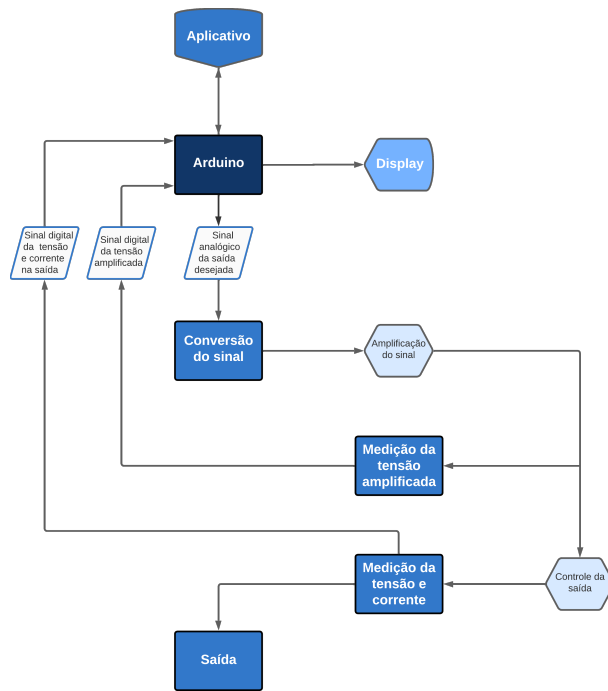 Aplicativo
Arduino
Display
Sinal digital
da tensão
e corrente
na saída
Sinal digital
da tensão
amplificada
Sinal
analógico
da saída
desejada
Conversão
do sinal
Amplificação
do sinal
Medição da
tensão
amplificada
Medição da
tensão e
corrente
Controle da
saída
Saída